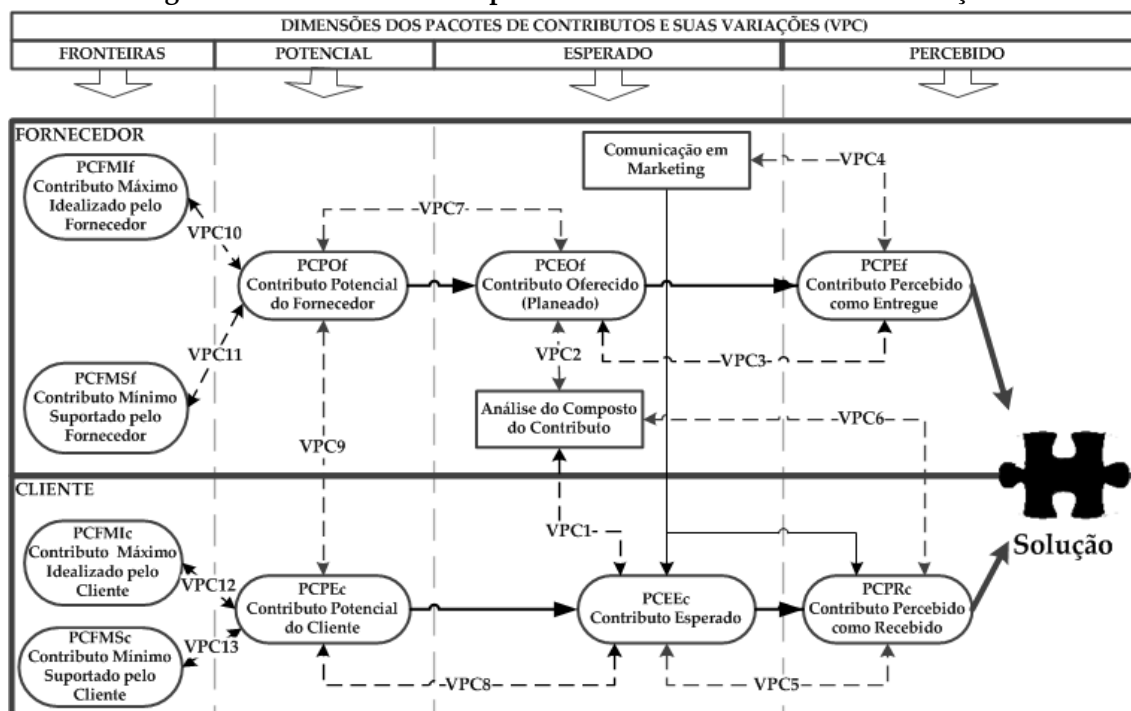 DIMENSÕES DOS PACOTES DE CONTRIBUTOS E SUAS VARIAÇÕES (VPC)
FRONTEIRAS
POTENCIAL
ESPERADO
PERCEBIDO
FORNECEDOR
PCFMIf
Contributo Máximo
Idealizado pelo
Fornecedor
VPC10
VPC11
PCFMSf
Contributo Mínimo
Suportado pelo
Fornecedor
VPC7
PCPOf
Contributo Potencial
do Fornecedor
VPC9
Comunicação em
Marketing
PCEOf
Contributo Oferecido
(Planeado)
VPC2
VPC3
Análise do Composto
do Contributo
VPC4
PCPEf
Contributo Percebido
como Entregue
VPC6
CLIENTE
PCFMIc
Contributo Máximo
Idealizado pelo
Cliente
VPC12
VPC13
PCFMSc
Contributo Mínimo
Suportado pelo
Cliente
PCPEc
Contributo Potencial
do Cliente
VPC8
VPC1
PCEEc
Contributo Esperado
VPC5
PCPRc
Contributo Percebido
como Recebido
Solução